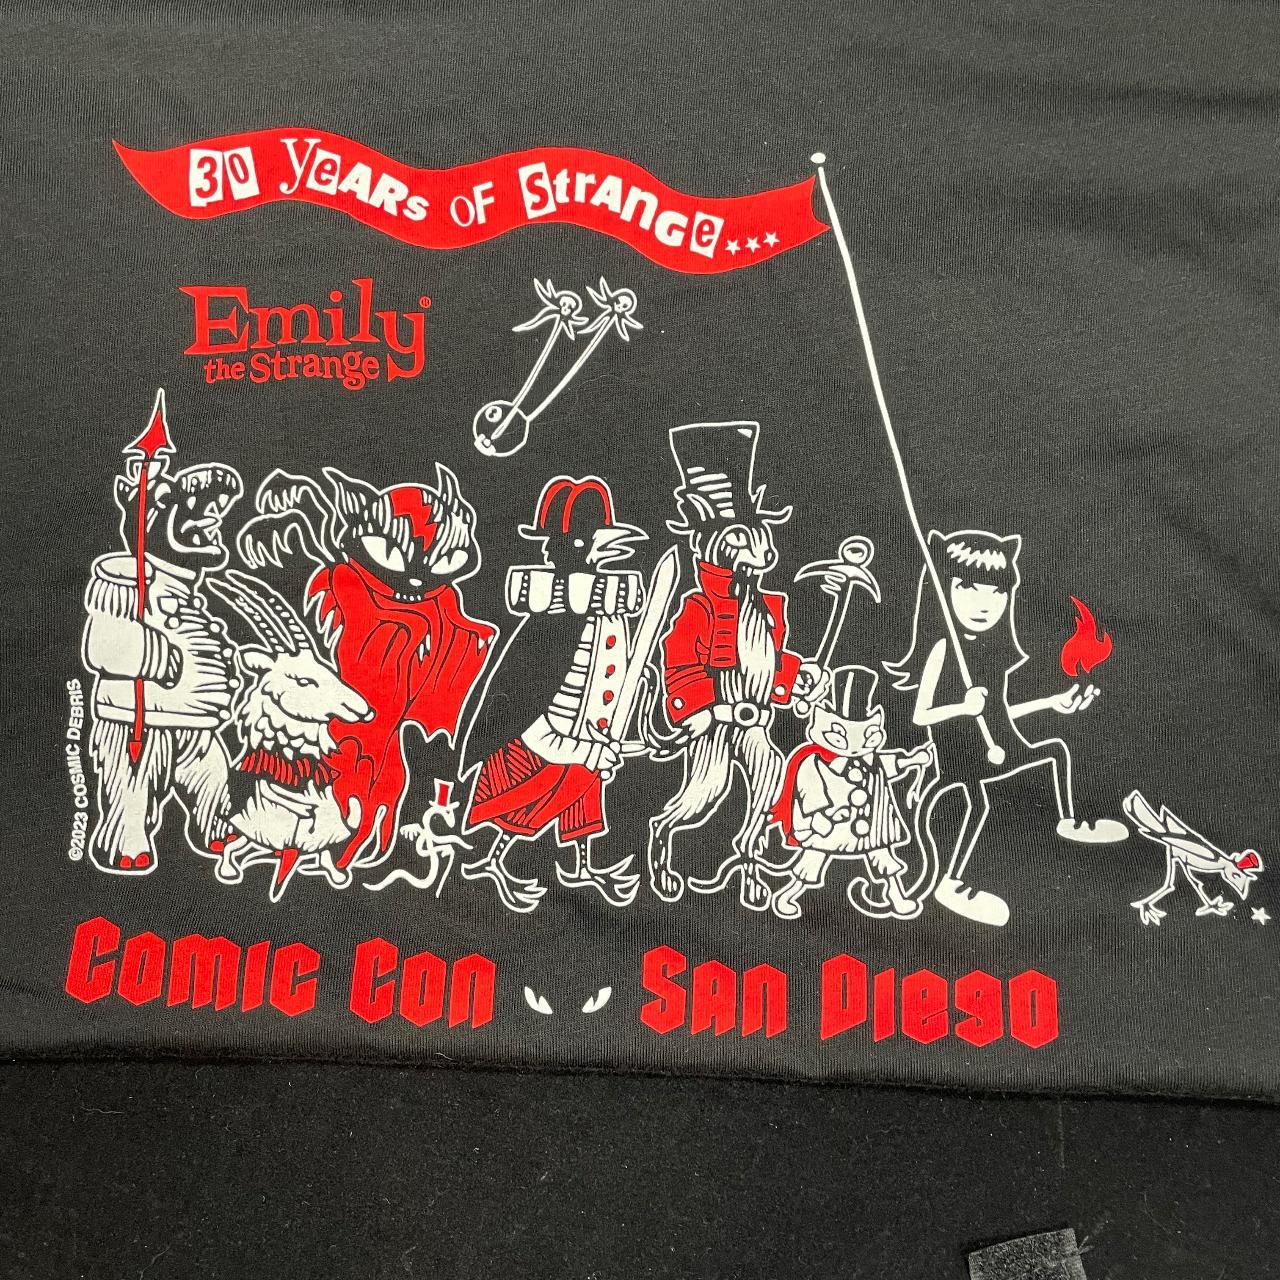 30 YeARs OF StrANGe...
Emily®
the Strange
©2023 COSMIC DEBRIS
Comic Con San Diego